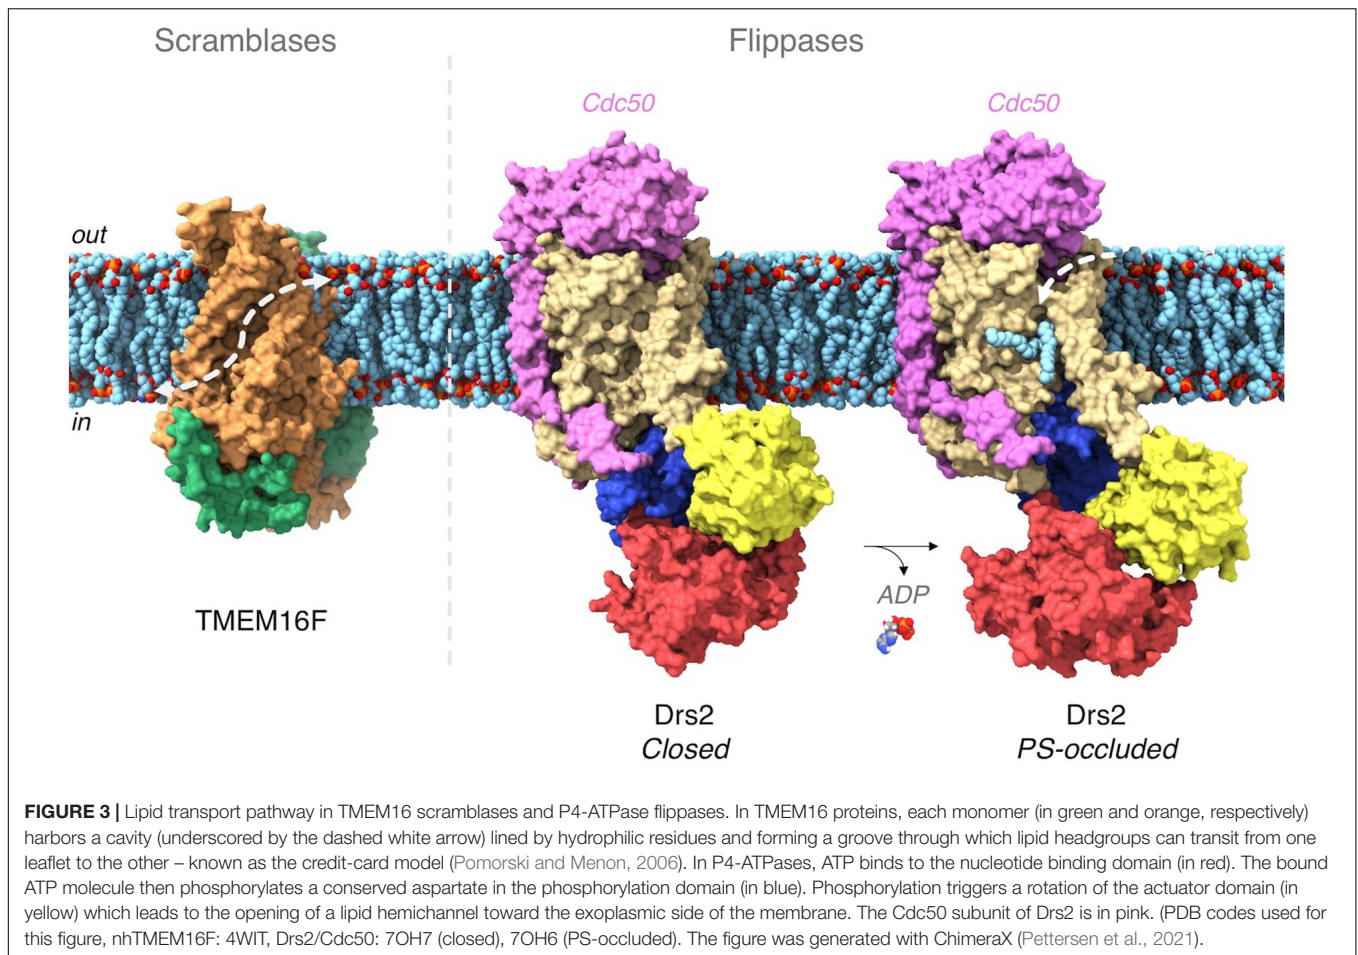 Scramblases
Flippases
Cdc50
Cdc50
out
in
TMEM16F
ADP
Drs2
Closed
Drs2
PS-occluded
FIGURE 3 | Lipid transport pathway in TMEM16 scramblases and P4-ATPase flippases. In TMEM16 proteins, each monomer (in green and orange, respectively)
harbors a cavity (underscored by the dashed white arrow) lined by hydrophilic residues and forming a groove through which lipid headgroups can transit from one
leaflet to the other – known as the credit-card model (Pomorski and Menon, 2006). In P4-ATPases, ATP binds to the nucleotide binding domain (in red). The bound
ATP molecule then phosphorylates a conserved aspartate in the phosphorylation domain (in blue). Phosphorylation triggers a rotation of the actuator domain (in
yellow) which leads to the opening of a lipid hemichannel toward the exoplasmic side of the membrane. The Cdc50 subunit of Drs2 is in pink. (PDB codes used for
this figure, nhTMEM16F: 4WIT, Drs2/Cdc50: 7OH7 (closed), 7OH6 (PS-occluded). The figure was generated with ChimeraX (Pettersen et al., 2021).